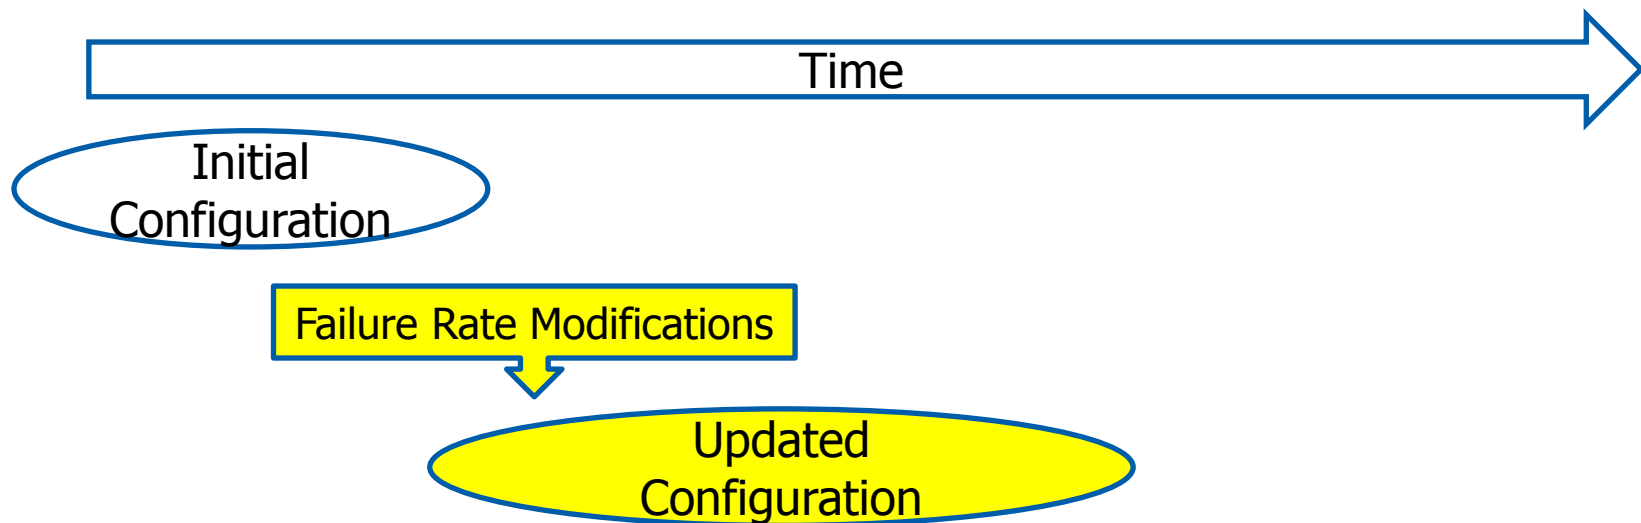 Time
Initial
Configuration
Failure Rate Modifications
Updated
Configuration